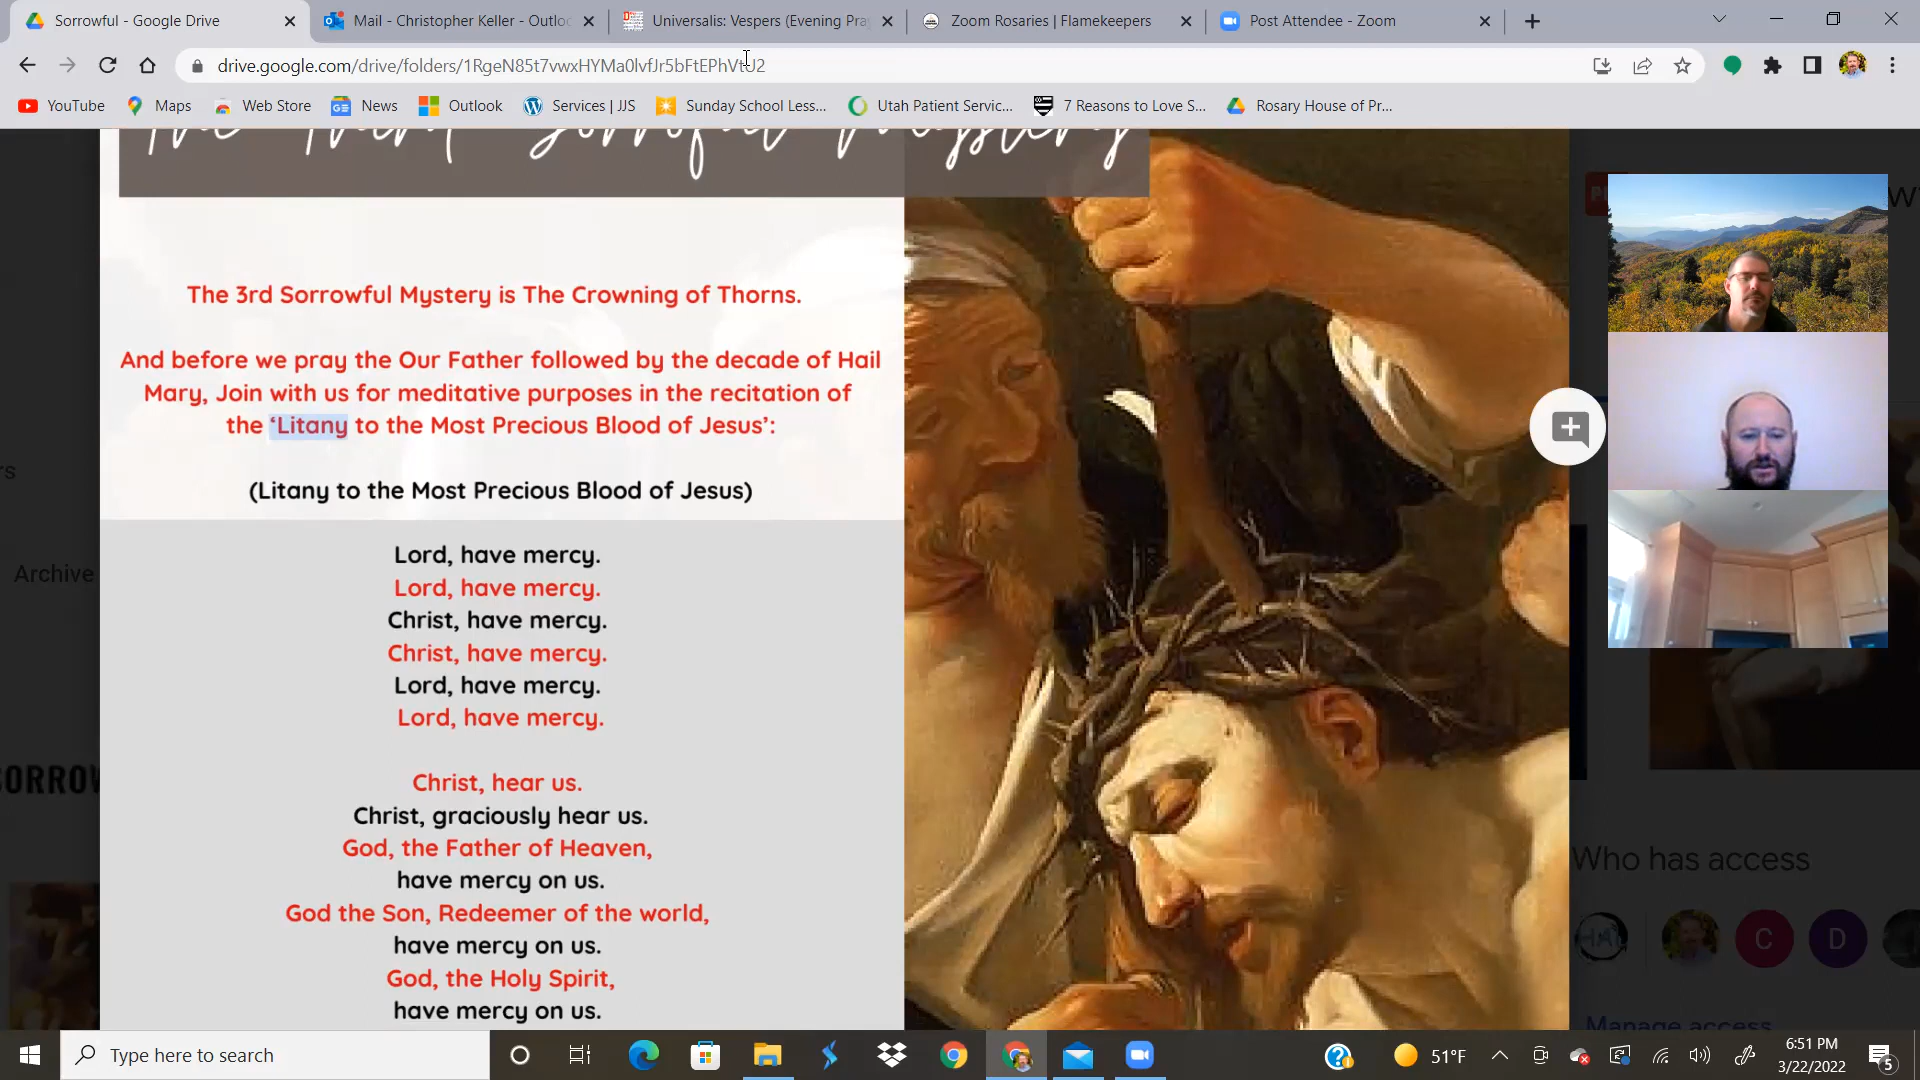 Sorrowful - Google Drive
Mail - Christopher Keller - Outlo
Universalis: Vespers (Evening Pra
Zoom Rosaries | Flamekeepers
Post Attendee - Zoom
drive.google.com/drive/folders/1RgeN85t7vwxHYMa0lvfJr5bFtEPhVtU2
YouTube
Maps
Web Store
News
Outlook
Services | JJS
Sunday School Less...
Utah Patient Servic...
7 Reasons to Love S...
Rosary House of Pr...
The Third Sorrowful Mystery
The 3rd Sorrowful Mystery is The Crowning of Thorns.
And before we pray the Our Father followed by the decade of Hail
Mary, Join with us for meditative purposes in the recitation of
the ‘Litany to the Most Precious Blood of Jesus’:
(Litany to the Most Precious Blood of Jesus)
Lord, have mercy.
Lord, have mercy.
Christ, have mercy.
Christ, have mercy.
Lord, have mercy.
Lord, have mercy.
Christ, hear us.
Christ, graciously hear us.
God, the Father of Heaven,
have mercy on us.
God the Son, Redeemer of the world,
have mercy on us.
God, the Holy Spirit,
have mercy on us.
Archive
SORROW
Who has access
C
D
Manage access
Type here to search
51°F
6:51 PM
3/22/2022
5